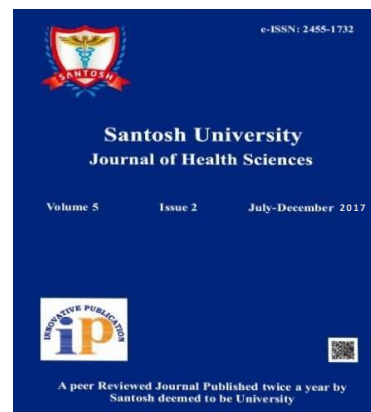 e-ISSN: 2455-1732
SANTOSH
Santosh University
Journal of Health Sciences
Volume 5 Issue 2 July-December 2017
INNOVATIVE PUBLICATION
ip
A peer Reviewed Journal Published twice a year by
Santosh deemed to be University